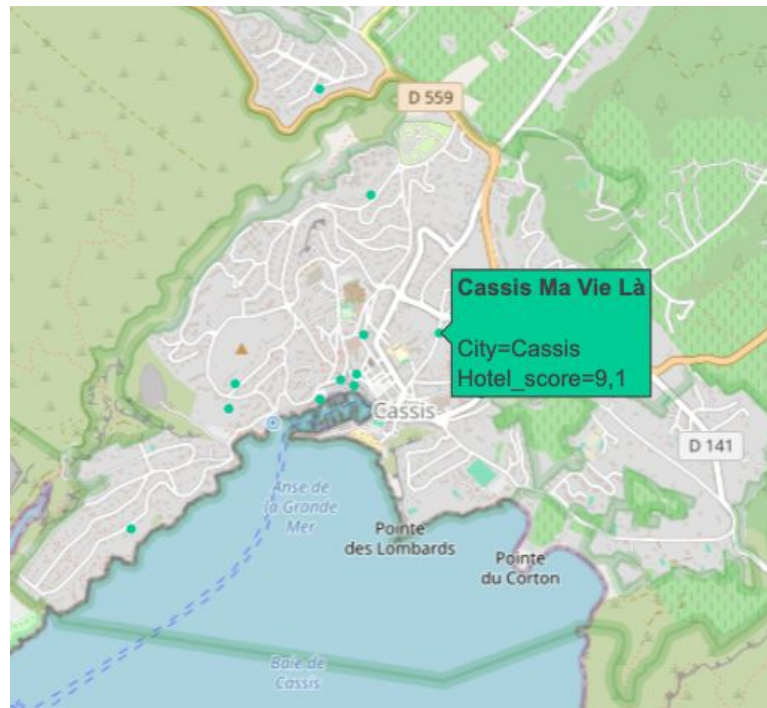 D 559
Cassis Ma Vie Là
City=Cassis
Hotel_score=9,1
Cassis
D 141
Anse de
la Grande
Mer
Pointe
des Lombards
Pointe
du Corton
Baie de
Cassis